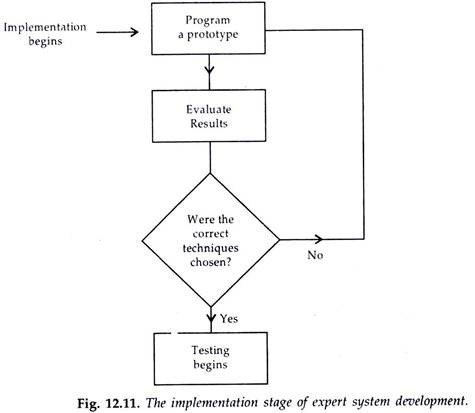 Implementation
begins
Program
a prototype
Evaluate
Results
Were the
correct
techniques
chosen?
No
Yes
Testing
begins
Fig. 12.11. The implementation stage of expert system development.